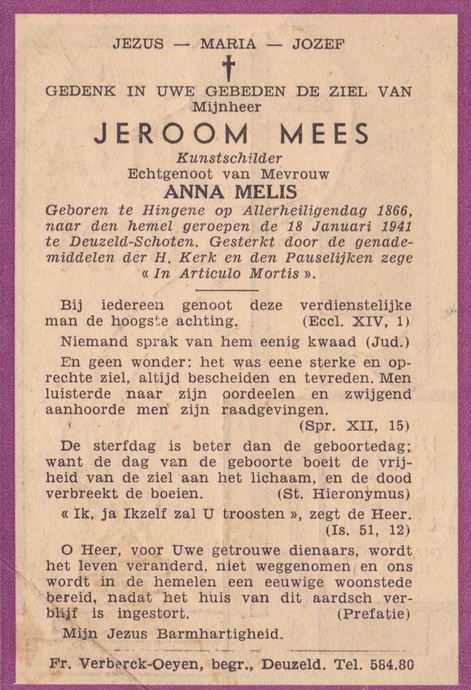 JEZUS — MARIA — JOZEF
✝
GEDENK IN UWE GEBEDEN DE ZIEL VAN
Mijnheer
JEROOM MEES
Kunstschilder
Echtgenoot van Mevrouw
ANNA MELIS
Geboren te Hingene op Allerheiligendag 1866,
naar den hemel geroepen de 18 Januari 1941
te Deuzeld-Schoten. Gesterkt door de genade-
middelen der H. Kerk en den Pauselijken zege
« In Articulo Mortis ».
Bij iedereen genoot deze verdienstelijke
man de hoogste achting. (Eccl. XIV, 1)
Niemand sprak van hem eenig kwaad (Jud.)
En geen wonder: het was eene sterke en op-
rechte ziel, altijd bescheiden en tevreden. Men
luisterde naar zijn oordeelen en zwijgend
aanhoorde men zijn raadgevingen.
(Spr. XII, 15)
De sterfdag is beter dan de geboortedag;
want de dag van de geboorte boeit de vrij-
heid van de ziel aan het lichaam, en de dood
verbreekt de boeien. (St. Hieronymus)
« Ik, ja Ikzelf zal U troosten », zegt de Heer.
(Is. 51, 12)
O Heer, voor Uwe getrouwe dienaars, wordt
het leven veranderd, niet weggenomen en ons
wordt in de hemelen een eeuwige woonstede
bereid, nadat het huis van dit aardsch ver-
blijf is ingestort. (Prefatie)
Mijn Jezus Barmhartigheid.
Fr. Verberck-Oeyen, begr., Deuzeld. Tel. 584.80